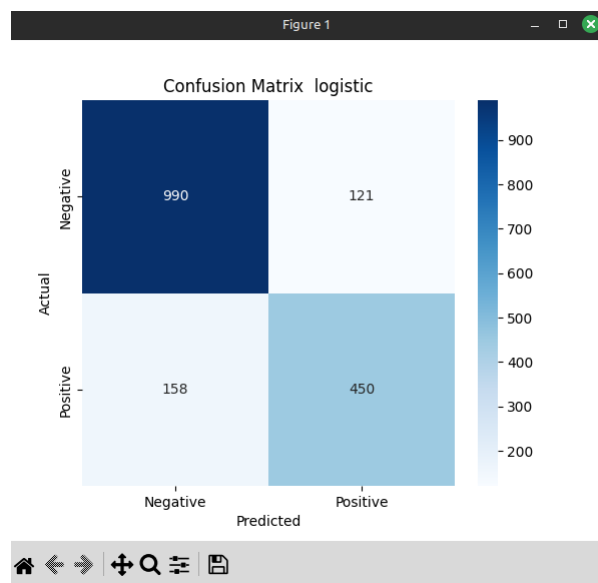 Figure 1
Confusion Matrix  logistic
Negative
990
121
Actual
Positive
158
450
Negative
Positive
Predicted
900
800
700
600
500
400
300
200